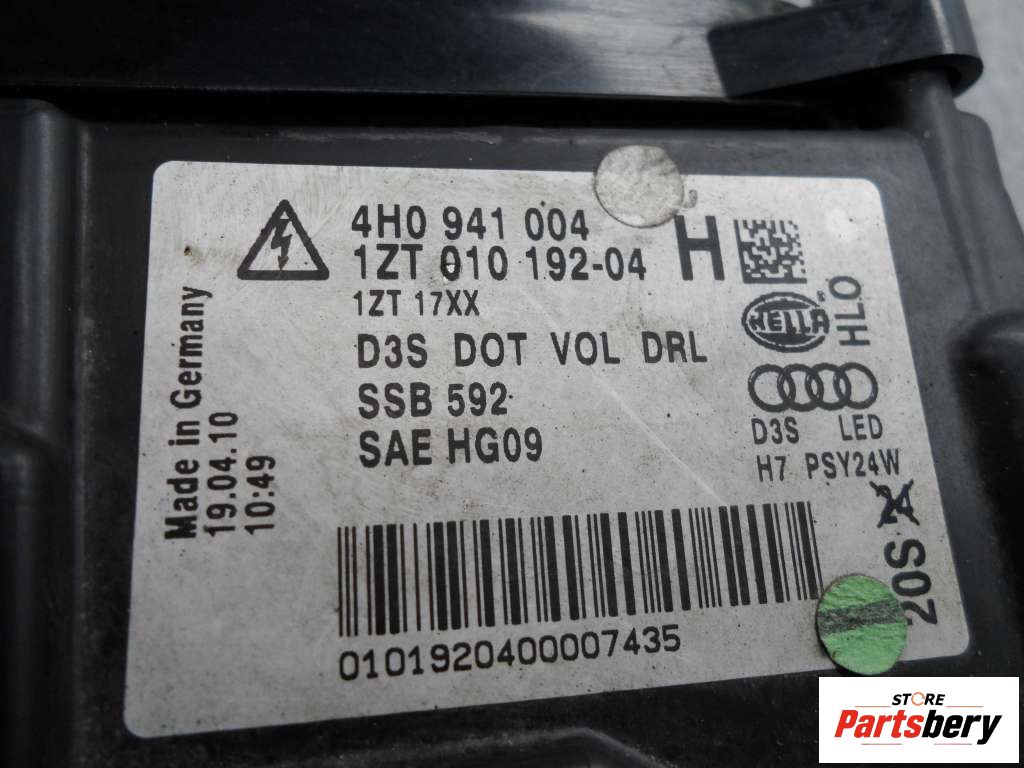 4H0 941 004
1ZT 010 192-04
H
1ZT 17XX
D3S DOT VOL DRL
SSB 592
SAE HG09
HELLA
HLO
D3S LED
H7 PSY24W
20S
Made in Germany
19.04.10
10:49
0101920400007435
STORE
Partsbery